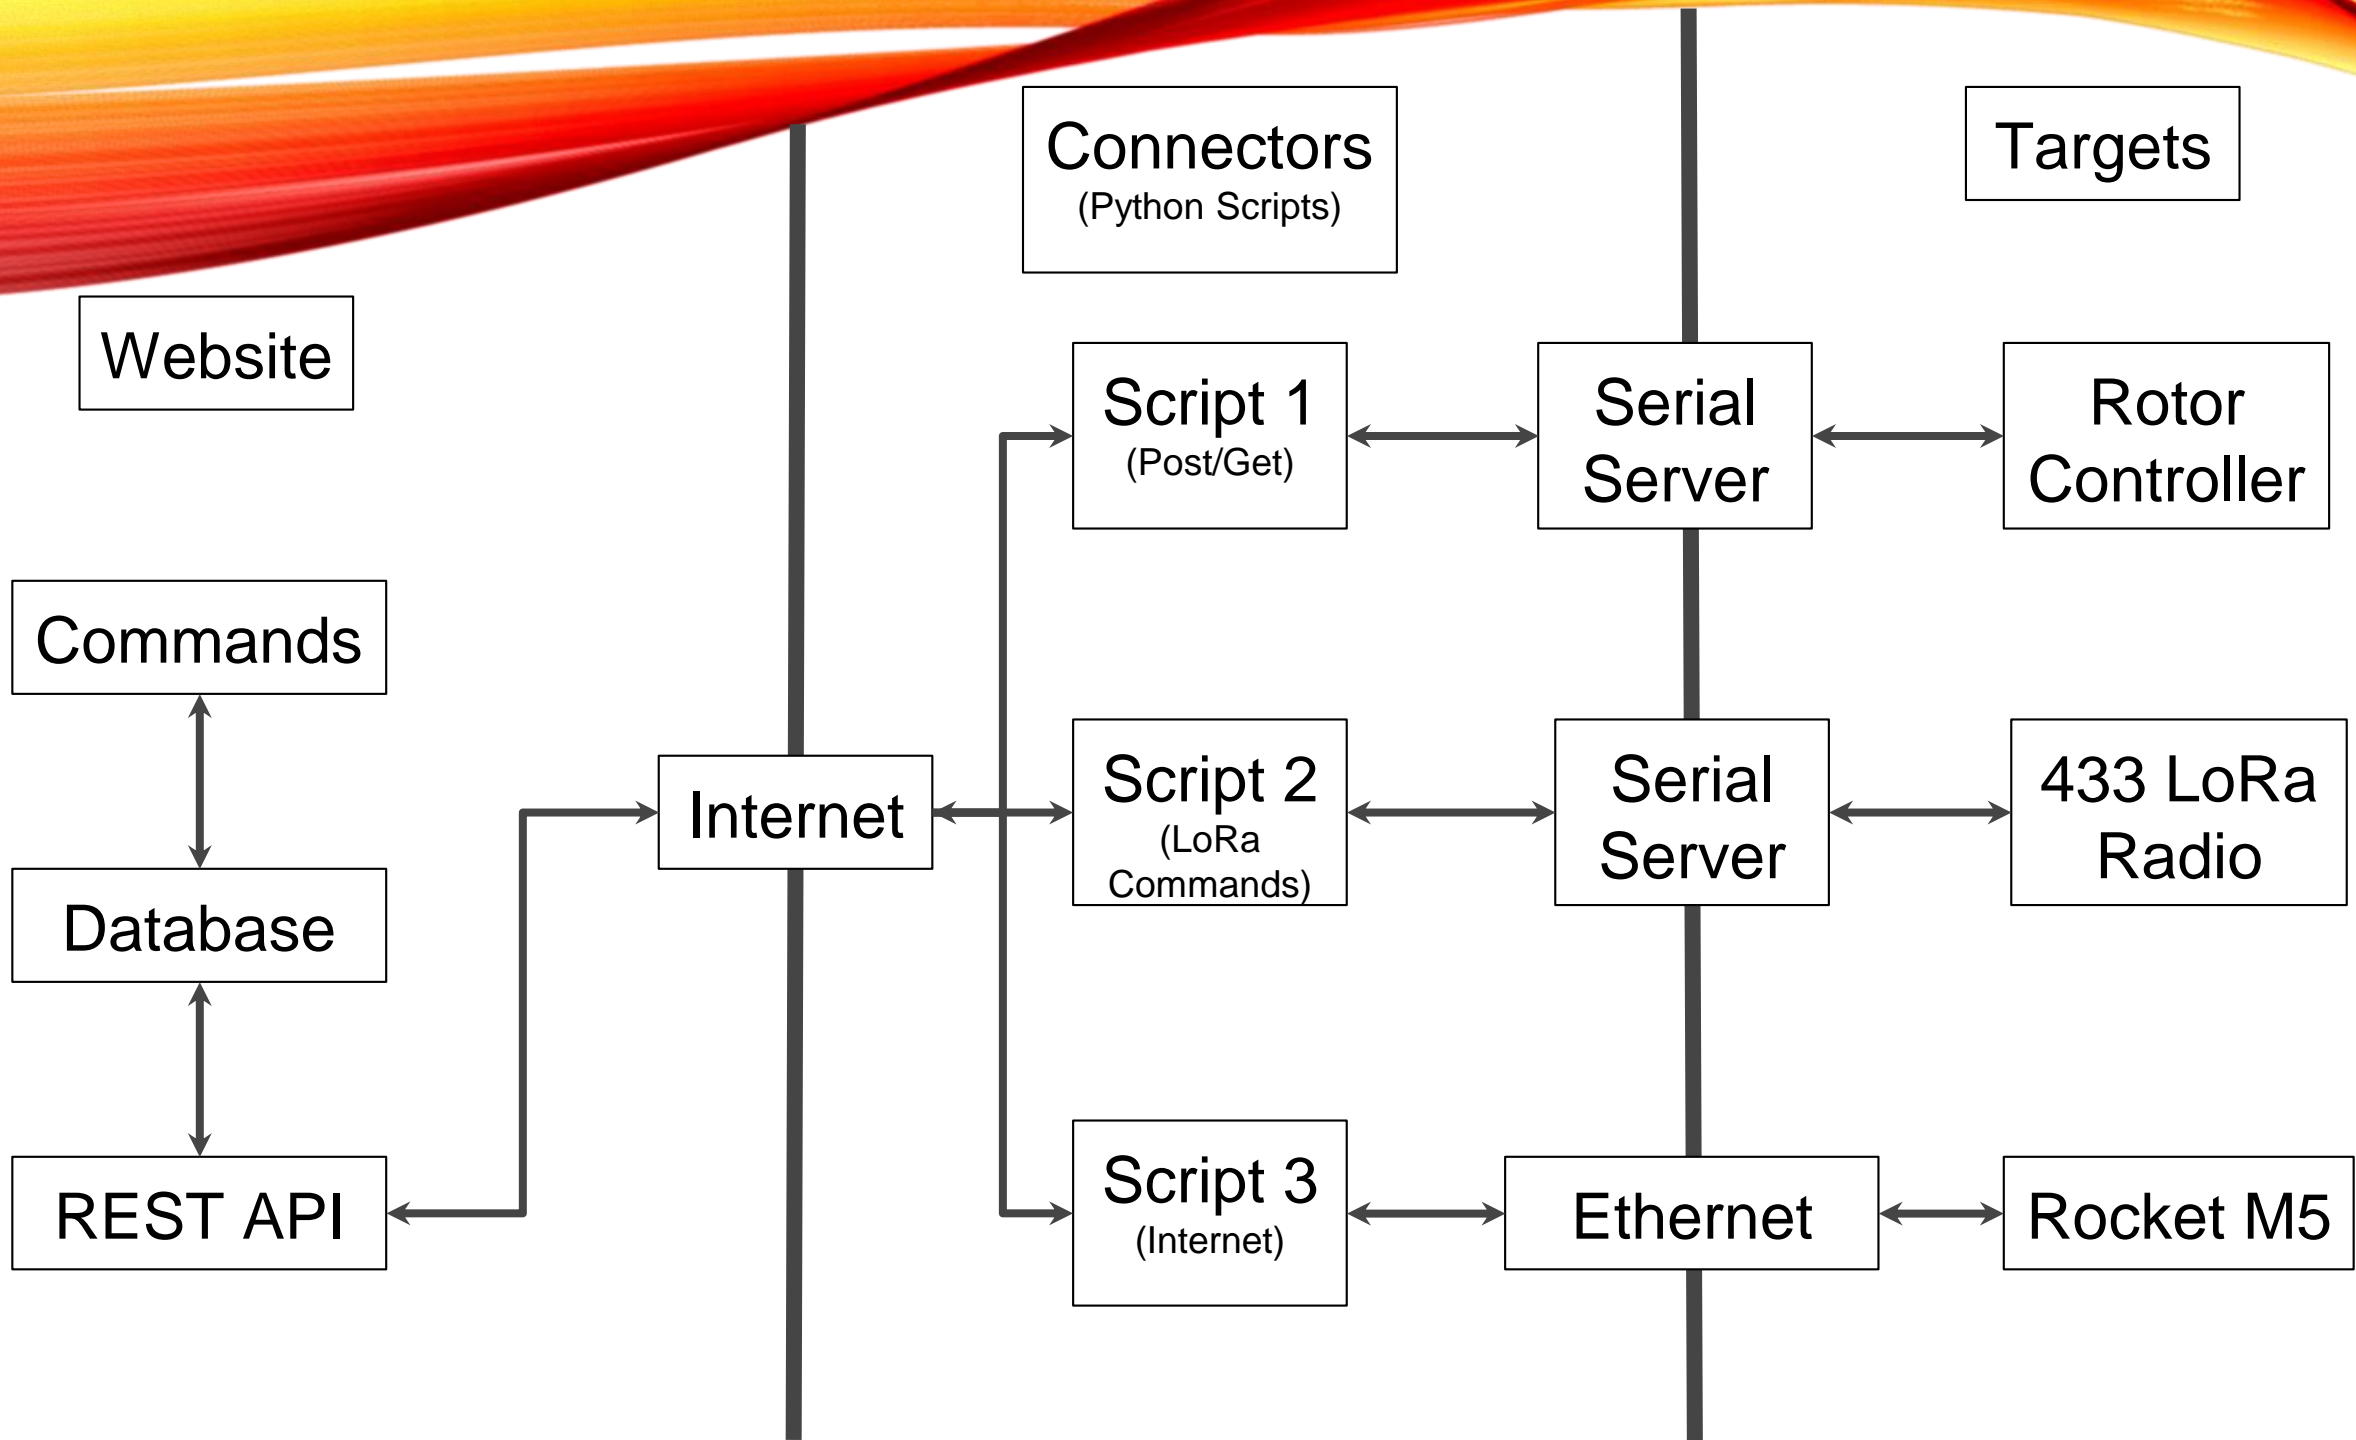 Connectors
(Python Scripts)
Targets
Website
Script 1
(Post/Get)
Serial
Server
Rotor
Controller
Commands
Internet
Script 2
(LoRa
Commands)
Serial
Server
433 LoRa
Radio
Database
REST API
Script 3
(Internet)
Ethernet
Rocket M5